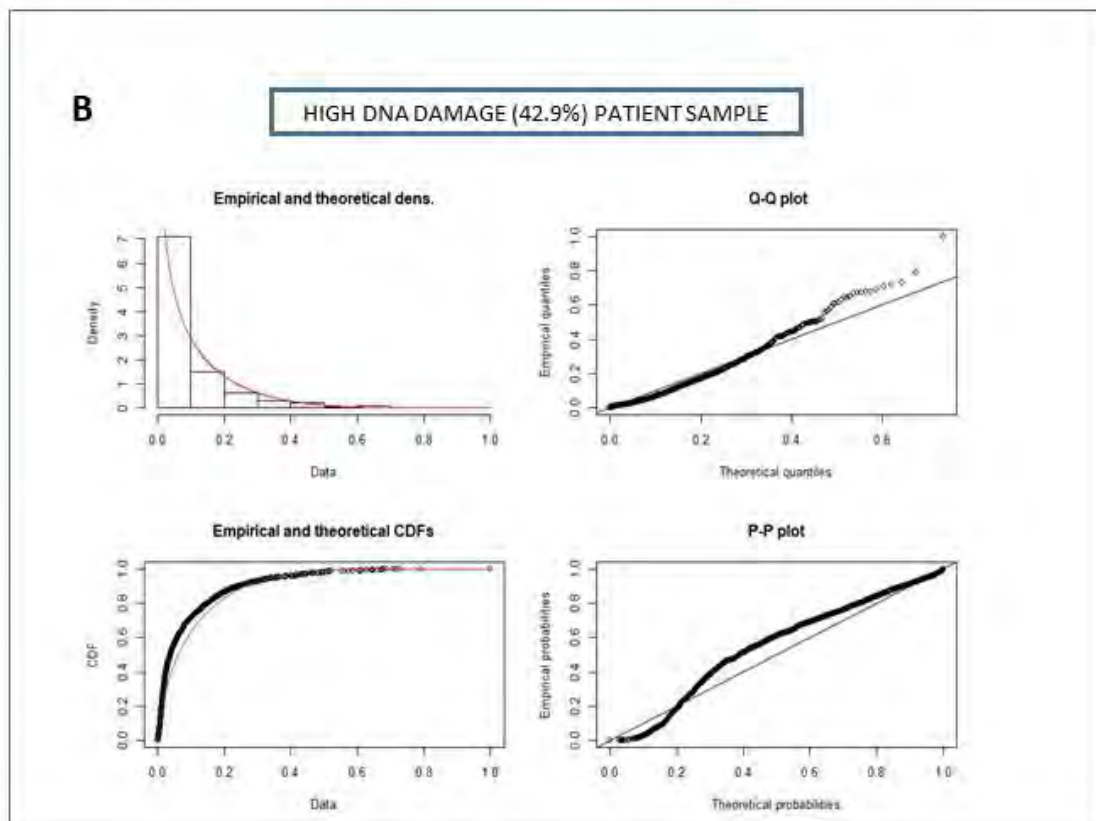 B
HIGH DNA DAMAGE (42.9%) PATIENT SAMPLE
Empirical and theoretical dens.
Density
0 1 2 3 4 5 6 7
0.0 0.2 0.4 0.6 0.8 1.0
Data
Q-Q plot
Empirical quantiles
0.0 0.2 0.4 0.6 0.8 1.0
0.0 0.2 0.4 0.6
Theoretical quantiles
Empirical and theoretical CDFs
CDF
0.0 0.2 0.4 0.6 0.8 1.0
0.0 0.2 0.4 0.6 0.8 1.0
Data
P-P plot
Empirical probabilities
0.0 0.2 0.4 0.6 0.8 1.0
0.0 0.2 0.4 0.6 0.8 1.0
Theoretical probabilities